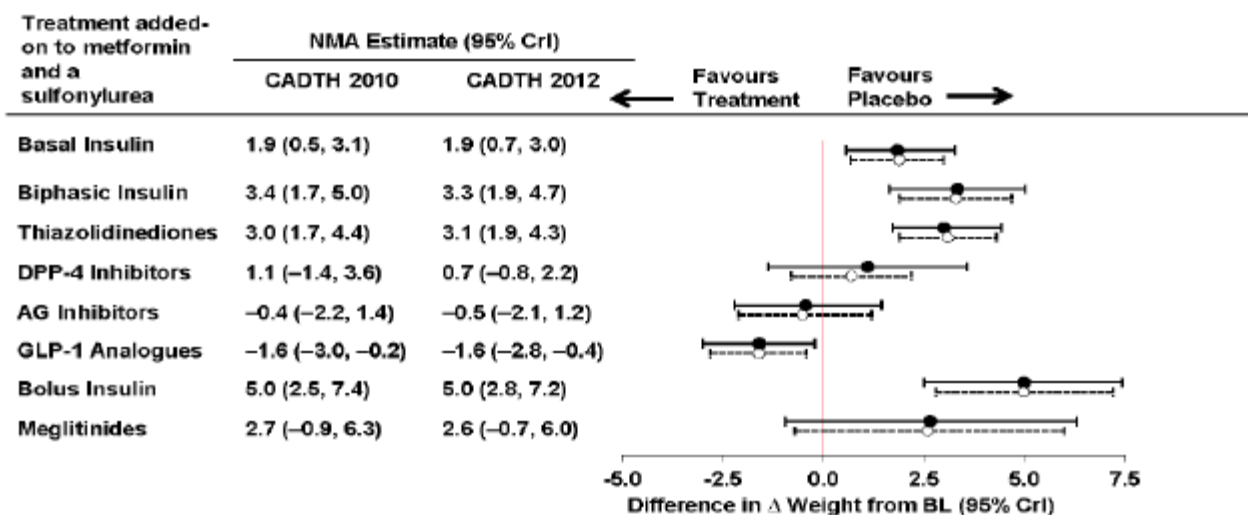 Treatment added-
on to metformin
and a
sulfonylurea
NMA Estimate (95% CrI)
CADTH 2010 CADTH 2012
Favours
Treatment
Favours
Placebo
Basal Insulin 1.9 (0.5, 3.1) 1.9 (0.7, 3.0)
Biphasic Insulin 3.4 (1.7, 5.0) 3.3 (1.9, 4.7)
Thiazolidinediones 3.0 (1.7, 4.4) 3.1 (1.9, 4.3)
DPP-4 Inhibitors 1.1 (−1.4, 3.6) 0.7 (−0.8, 2.2)
AG Inhibitors −0.4 (−2.2, 1.4) −0.5 (−2.1, 1.2)
GLP-1 Analogues −1.6 (−3.0, −0.2) −1.6 (−2.8, −0.4)
Bolus Insulin 5.0 (2.5, 7.4) 5.0 (2.8, 7.2)
Meglitinides 2.7 (−0.9, 6.3) 2.6 (−0.7, 6.0)
-5.0 -2.5 0.0 2.5 5.0 7.5
Difference in Δ Weight from BL (95% CrI)